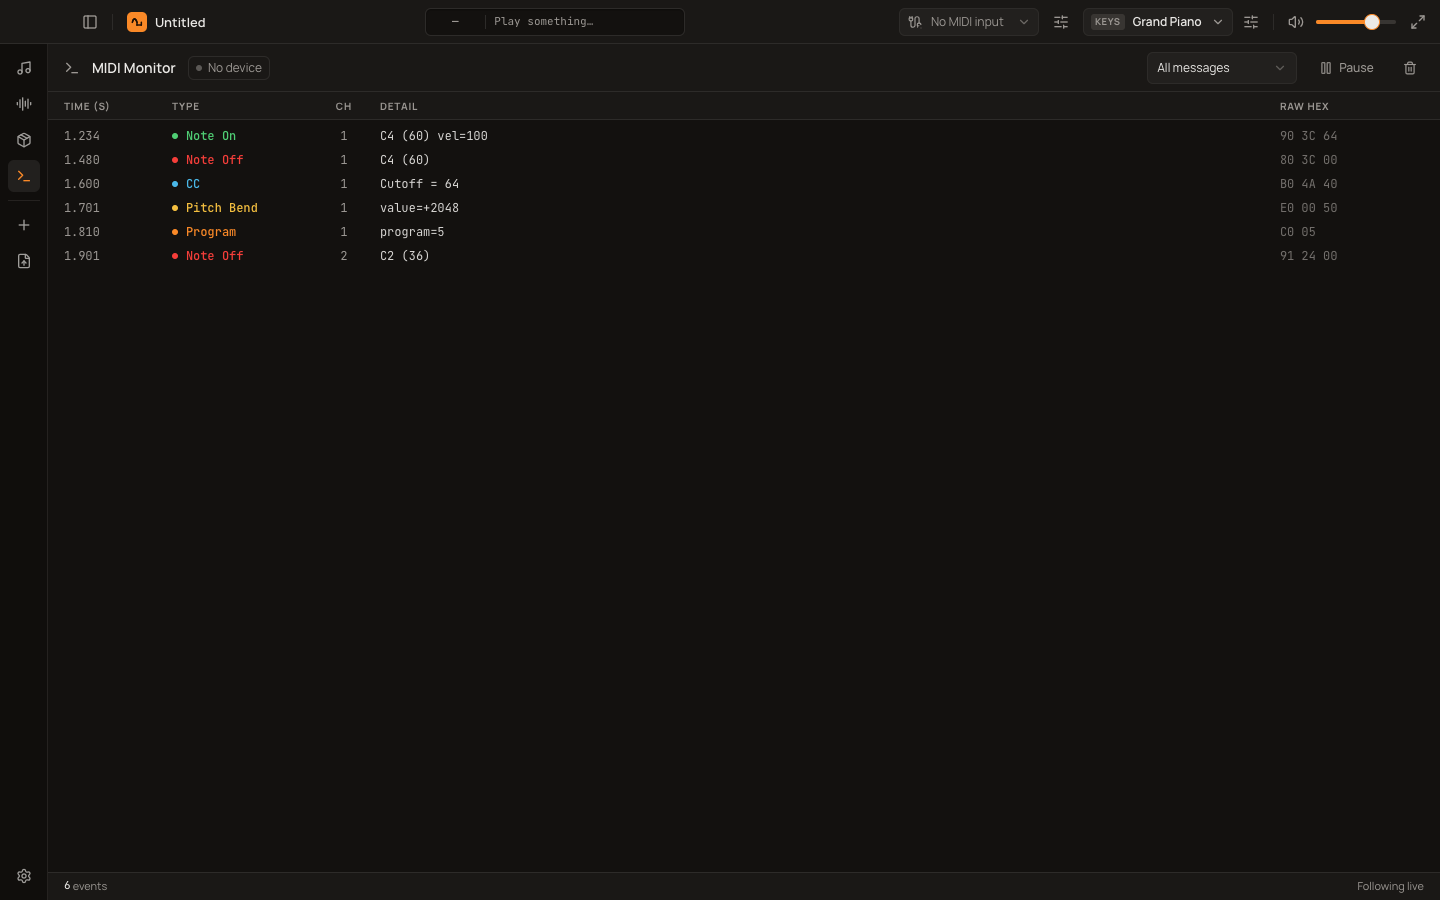 Untitled
– Play something…
No MIDI input
KEYS Grand Piano
MIDI Monitor
No device
All messages
Pause
TIME (S) TYPE CH DETAIL RAW HEX
1.234 Note On 1 C4 (60) vel=100 90 3C 64
1.480 Note Off 1 C4 (60) 80 3C 00
1.600 CC 1 Cutoff = 64 B0 4A 40
1.701 Pitch Bend 1 value=+2048 E0 00 50
1.810 Program 1 program=5 C0 05
1.901 Note Off 2 C2 (36) 91 24 00
6 events
Following live